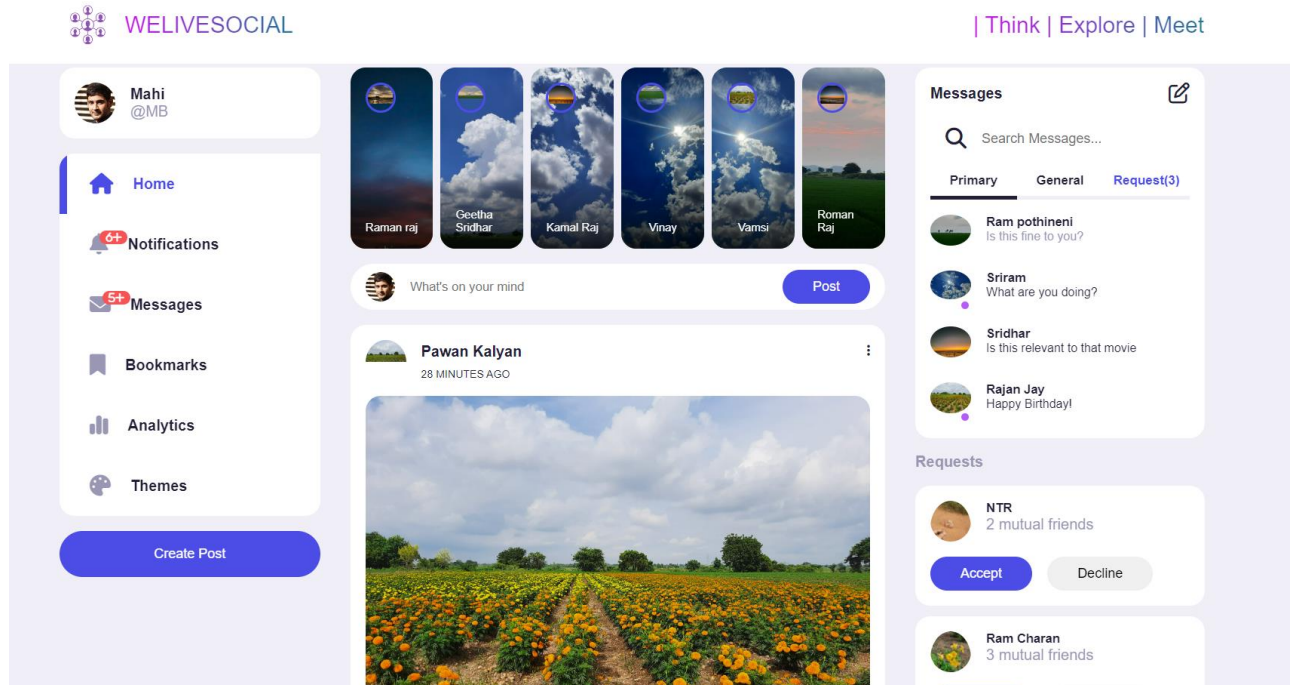 WELIVESOCIAL
| Think | Explore | Meet
Mahi
@MB
Home
6+
Notifications
5+
Messages
Bookmarks
Analytics
Themes
Create Post
Raman raj
Geetha
Sridhar
Kamal Raj
Vinay
Vamsi
Roman
Raj
What's on your mind
Post
Pawan Kalyan
28 MINUTES AGO
Messages
Search Messages...
Primary General Request(3)
Ram pothineni
Is this fine to you?
Sriram
What are you doing?
Sridhar
Is this relevant to that movie
Rajan Jay
Happy Birthday!
Requests
NTR
2 mutual friends
Accept Decline
Ram Charan
3 mutual friends